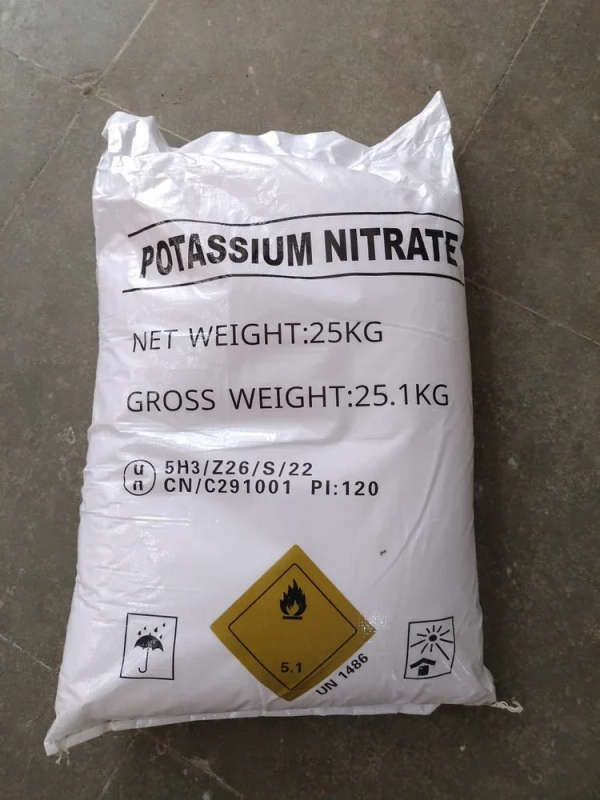 POTASSIUM NITRATE
NET WEIGHT:25KG
GROSS WEIGHT:25.1KG
un 5H3/Z26/S/22
CN/C291001 PI:120
5.1
UN 1486